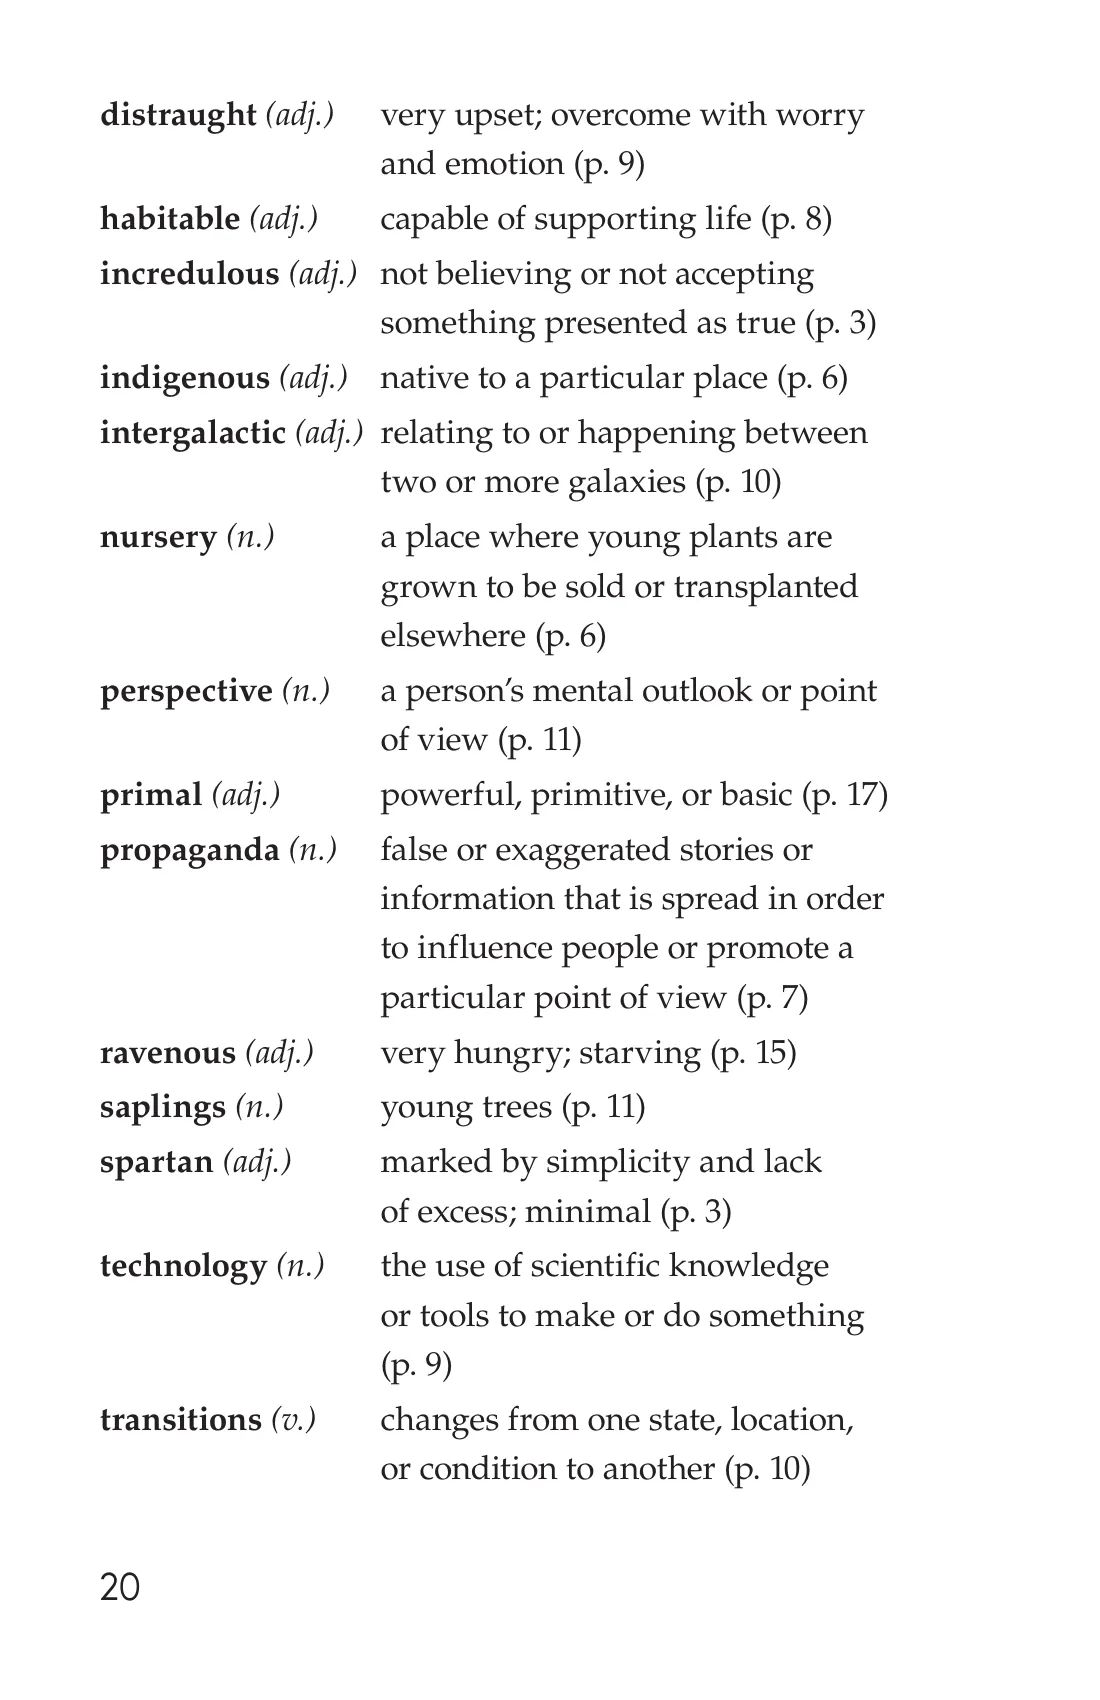 distraught (adj.) very upset; overcome with worry
and emotion (p. 9)
habitable (adj.) capable of supporting life (p. 8)
incredulous (adj.) not believing or not accepting
something presented as true (p. 3)
indigenous (adj.) native to a particular place (p. 6)
intergalactic (adj.) relating to or happening between
two or more galaxies (p. 10)
nursery (n.) a place where young plants are
grown to be sold or transplanted
elsewhere (p. 6)
perspective (n.) a person’s mental outlook or point
of view (p. 11)
primal (adj.) powerful, primitive, or basic (p. 17)
propaganda (n.) false or exaggerated stories or
information that is spread in order
to influence people or promote a
particular point of view (p. 7)
ravenous (adj.) very hungry; starving (p. 15)
saplings (n.) young trees (p. 11)
spartan (adj.) marked by simplicity and lack
of excess; minimal (p. 3)
technology (n.) the use of scientific knowledge
or tools to make or do something
(p. 9)
transitions (v.) changes from one state, location,
or condition to another (p. 10)
20